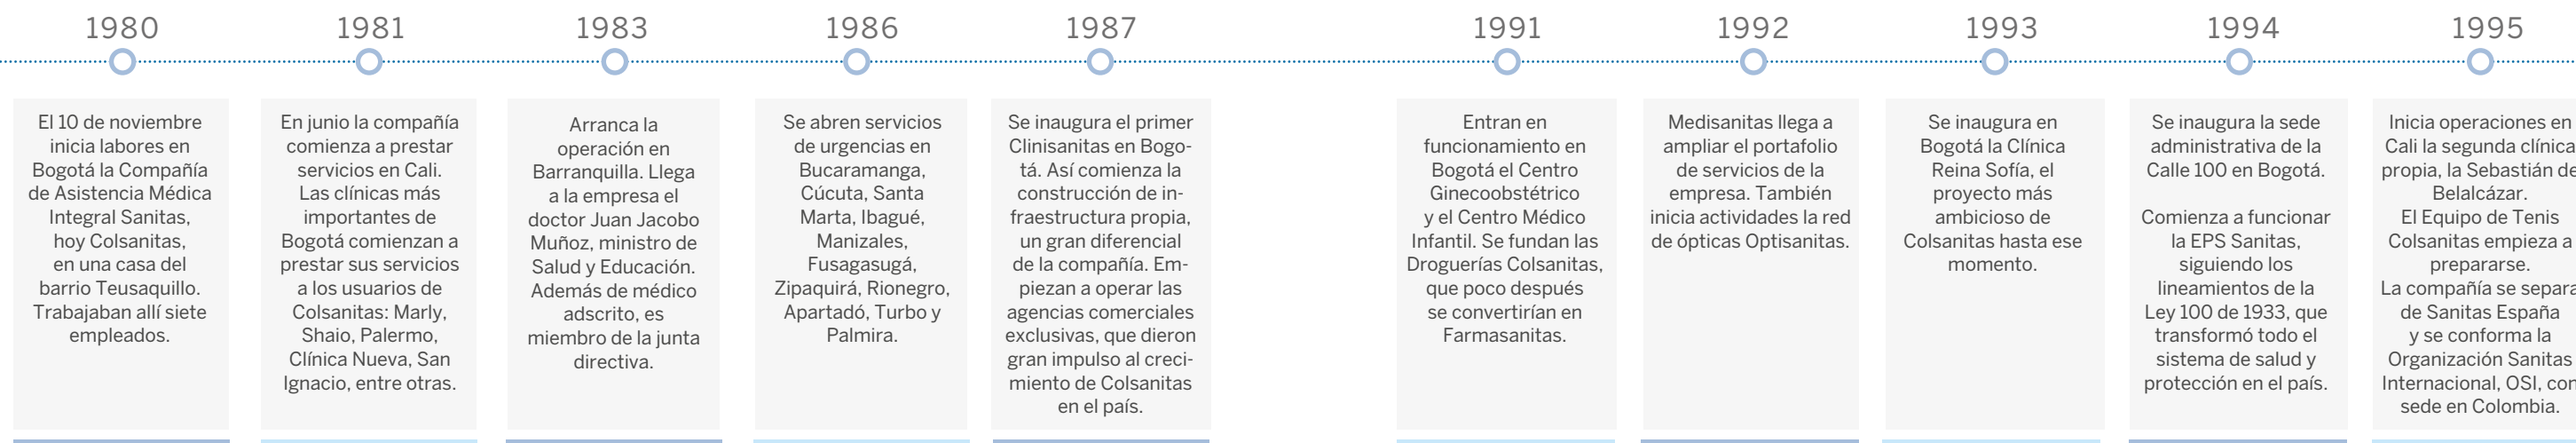 1980
El 10 de noviembre
inicia labores en
Bogotá la Compañía
de Asistencia Médica
Integral Sanitas,
hoy Colsanitas,
en una casa del
barrio Teusaquillo.
Trabajaban allí siete
empleados.
1981
En junio la compañía
comienza a prestar
servicios en Cali.
Las clínicas más
importantes de
Bogotá comienzan a
prestar sus servicios
a los usuarios de
Colsanitas: Marly,
Shaio, Palermo,
Clínica Nueva, San
Ignacio, entre otras.
1983
Arranca la
operación en
Barranquilla. Llega
a la empresa el
doctor Juan Jacobo
Muñoz, ministro de
Salud y Educación.
Además de médico
adscrito, es
miembro de la junta
directiva.
1986
Se abren servicios
de urgencias en
Bucaramanga,
Cúcuta, Santa
Marta, Ibagué,
Manizales,
Fusagasugá,
Zipaquirá, Rionegro,
Apartadó, Turbo y
Palmira.
1987
Se inaugura el primer
Clinisanitas en Bogo-
tá. Así comienza la
construcción de in-
fraestructura propia,
un gran diferencial
de la compañía. Em-
piezan a operar las
agencias comerciales
exclusivas, que dieron
gran impulso al creci-
miento de Colsanitas
en el país.
1991
Entran en
funcionamiento en
Bogotá el Centro
Ginecoobstétrico
y el Centro Médico
Infantil. Se fundan las
Droguerías Colsanitas,
que poco después
se convertirían en
Farmasanitas.
1992
Medisanitas llega a
ampliar el portafolio
de servicios de la
empresa. También
inicia actividades la red
de ópticas Optisanitas.
1993
Se inaugura en
Bogotá la Clínica
Reina Sofía, el
proyecto más
ambicioso de
Colsanitas hasta ese
momento.
1994
Se inaugura la sede
administrativa de la
Calle 100 en Bogotá.
Comienza a funcionar
la EPS Sanitas,
siguiendo los
lineamientos de la
Ley 100 de 1933, que
transformó todo el
sistema de salud y
protección en el país.
1995
Inicia operaciones en
Cali la segunda clínica
propia, la Sebastián de
Belalcázar.
El Equipo de Tenis
Colsanitas empieza a
prepararse.
La compañía se separa
de Sanitas España
y se conforma la
Organización Sanitas
Internacional, OSI, con
sede en Colombia.